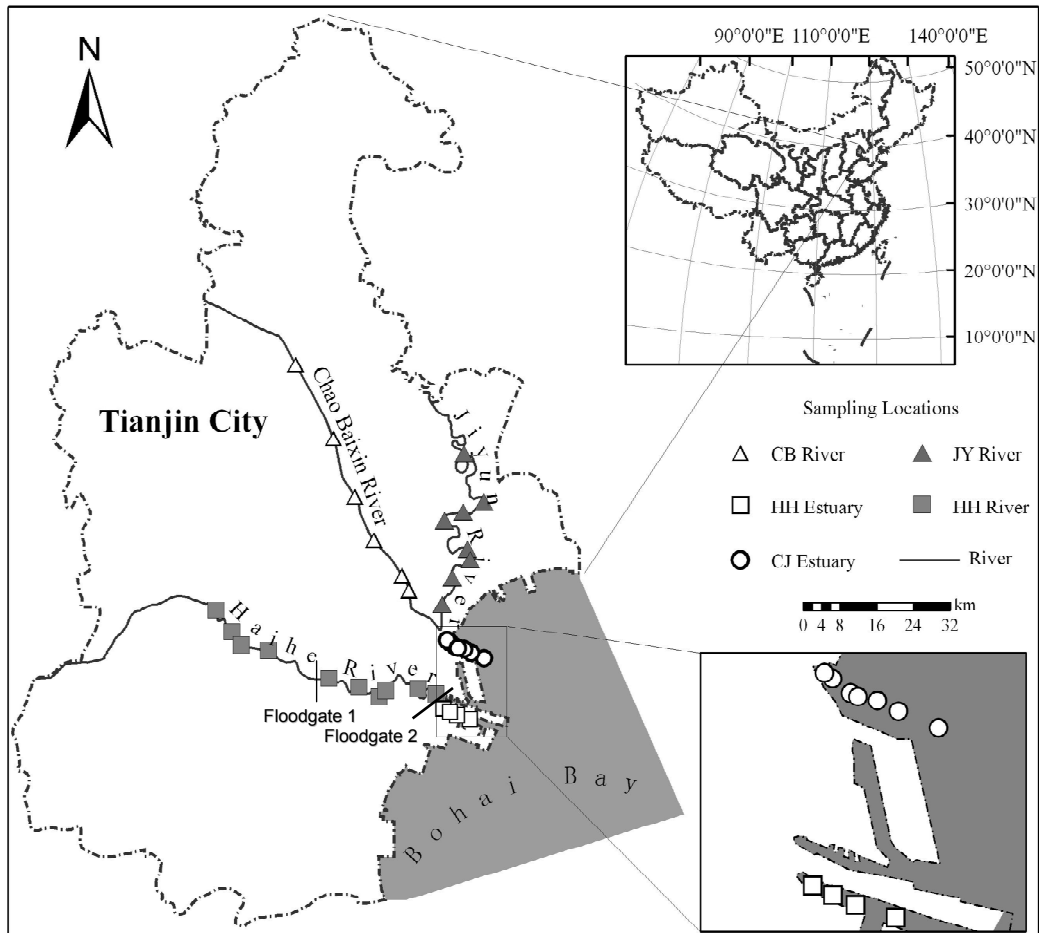 N
90°0'0"E 110°0'0"E 140°0'0"E
50°0'0"N
40°0'0"N
30°0'0"N
20°0'0"N
10°0'0"N
Tianjin City
Chao Baixin River
Jiyun River
Haihe River
Floodgate 1
Floodgate 2
Bohai Bay
Sampling Locations
CB River
JY River
HH Estuary
HH River
CJ Estuary
River
km
0 4 8 16 24 32